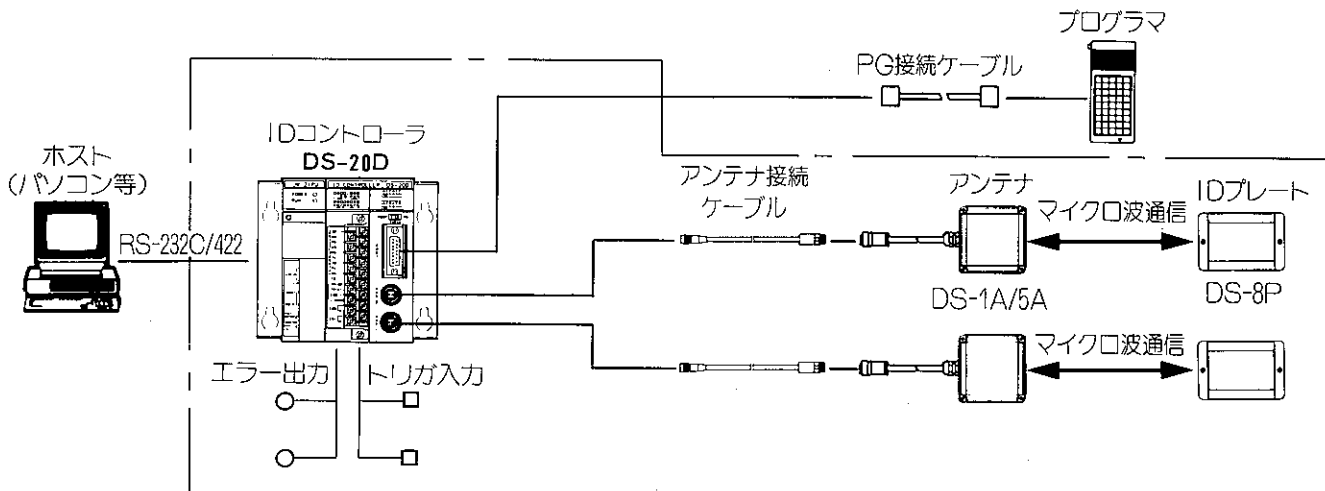 プログラマ
PG接続ケーブル
IDコントローラ
DS-20D
ホスト
(パソコン等)
RS-232C/422
アンテナ接続
ケーブル
アンテナ
マイクロ波通信
IDプレート
DS-1A/5A
DS-8P
マイクロ波通信
エラー出力
トリガ入力